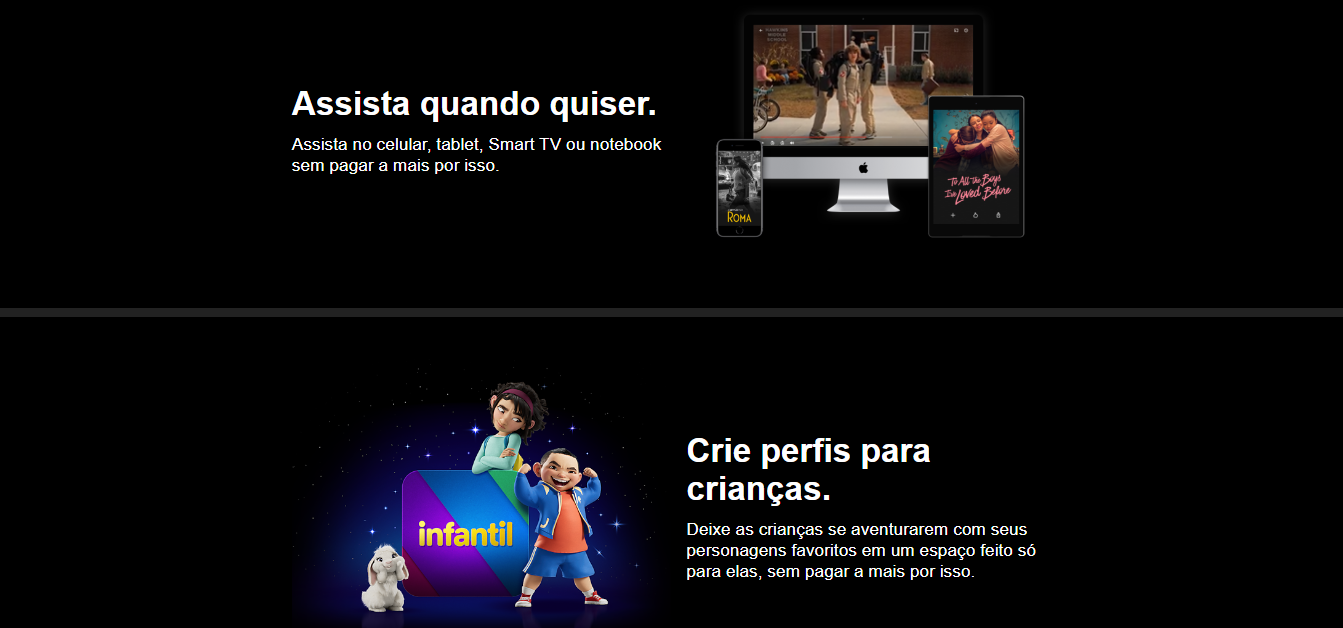 Assista quando quiser.
Assista no celular, tablet, Smart TV ou notebook
sem pagar a mais por isso.
ROMA
To All The Boys
I've Loved Before
infantil
Crie perfis para
crianças.
Deixe as crianças se aventurarem com seus
personagens favoritos em um espaço feito só
para elas, sem pagar a mais por isso.